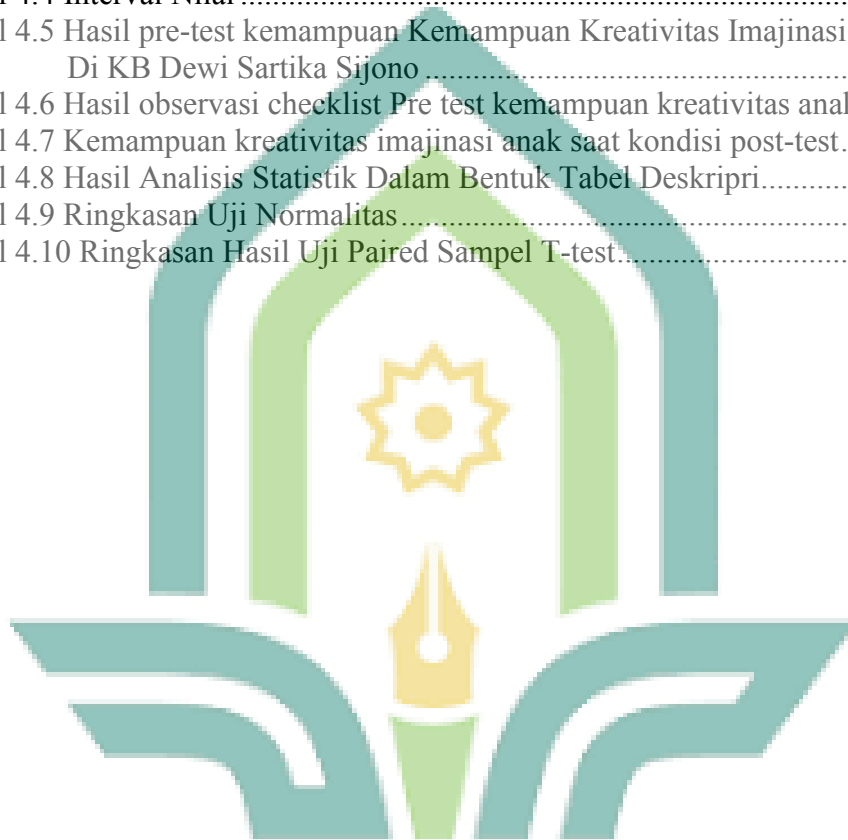 l 4.4 Interval Nilai ........................................................................................
l 4.5 Hasil pre-test kemampuan Kemampuan Kreativitas Imajinasi
Di KB Dewi Sartika Sijono ..............................................................
l 4.6 Hasil observasi checklist Pre test kemampuan kreativitas anak
l 4.7 Kemampuan kreativitas imajinasi anak saat kondisi post-test..
l 4.8 Hasil Analisis Statistik Dalam Bentuk Tabel Deskripri.............
l 4.9 Ringkasan Uji Normalitas..................................................................
l 4.10 Ringkasan Hasil Uji Paired Sampel T-test...................................